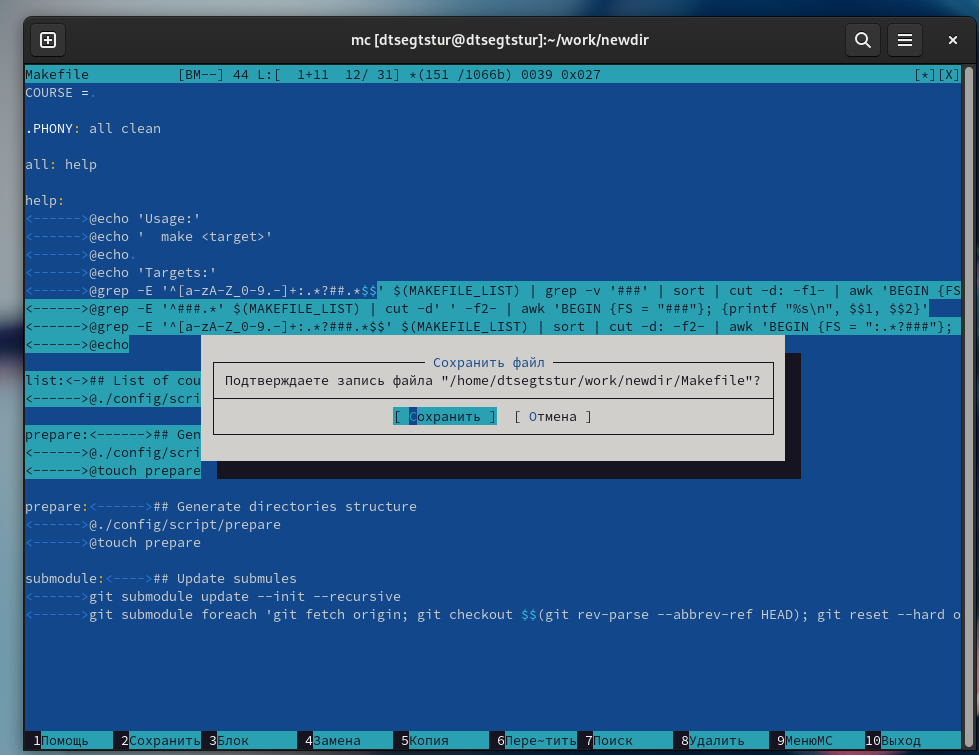 mc [dtsegtstur@dtsegtstur]:~/work/newdir
Makefile [BM--] 44 L:[ 1+11 12/ 31] *(151 /1066b) 0039 0x027 [*][X]
COURSE =.
.PHONY: all clean
all: help
help:
<------>@echo 'Usage:'
<------>@echo '  make <target>'
<------>@echo.
<------>@echo 'Targets:'
<------>@grep -E '^[a-zA-Z_0-9.-]+:.*?##.*$$' $(MAKEFILE_LIST) | grep -v '###' | sort | cut -d: -f1- | awk 'BEGIN {FS
<------>@grep -E '^###.*' $(MAKEFILE_LIST) | cut -d' ' -f2- | awk 'BEGIN {FS = "###"}; {printf "%s\n", $$1, $$2}'
<------>@grep -E '^[a-zA-Z_0-9.-]+:.*?###.*$$' $(MAKEFILE_LIST) | sort | cut -d: -f2- | awk 'BEGIN {FS = ":.*?###"};
<------>@echo
Сохранить файл
list:<->## List of cou
Подтверждаете запись файла "/home/dtsegtstur/work/newdir/Makefile"?
<------>@./config/scri
[ Сохранить ] [ Отмена ]
prepare:<------>## Gen
<------>@./config/scri
<------>@touch prepare
prepare:<------>## Generate directories structure
<------>@./config/script/prepare
<------>@touch prepare
submodule:<---->## Update submules
<------>git submodule update --init --recursive
<------>git submodule foreach 'git fetch origin; git checkout $$(git rev-parse --abbrev-ref HEAD); git reset --hard o
1Помощь 2Сохранить 3Блок 4Замена 5Копия 6Пере~тить 7Поиск 8Удалить 9МенюМС 10Выход